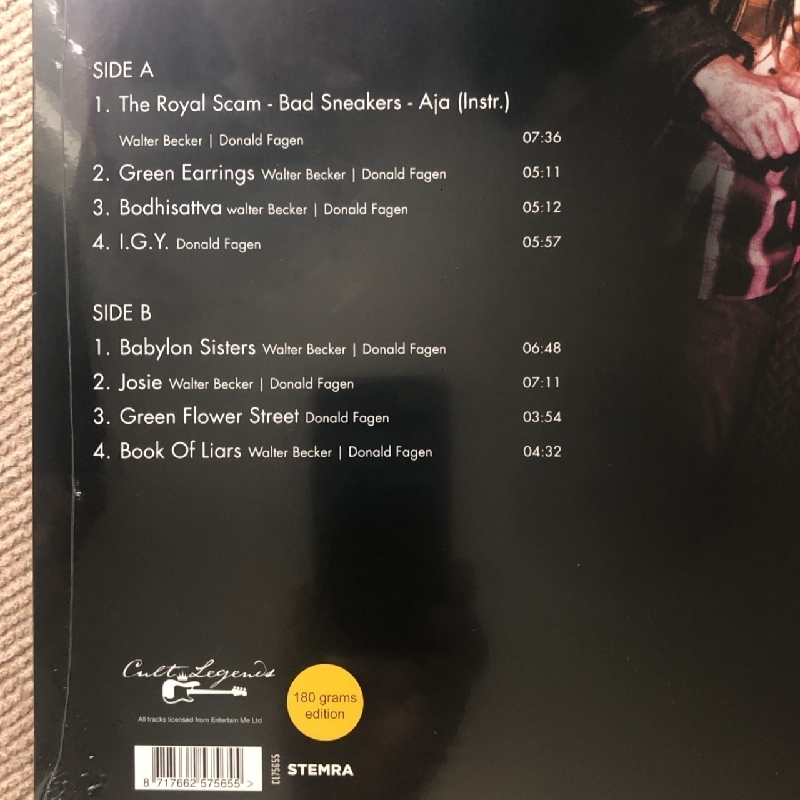 SIDE A
1. The Royal Scam - Bad Sneakers - Aja (Instr.)
Walter Becker | Donald Fagen 07:36
2. Green Earrings Walter Becker | Donald Fagen 05:11
3. Bodhisattva walter Becker | Donald Fagen 05:12
4. I.G.Y. Donald Fagen 05:57
SIDE B
1. Babylon Sisters Walter Becker | Donald Fagen 06:48
2. Josie Walter Becker | Donald Fagen 07:11
3. Green Flower Street Donald Fagen 03:54
4. Book Of Liars Walter Becker | Donald Fagen 04:32
Cult Legends
All tracks licensed from Entertain Me Ltd
180 grams
edition
8 717662 575655 >
CL75655
STEMRA